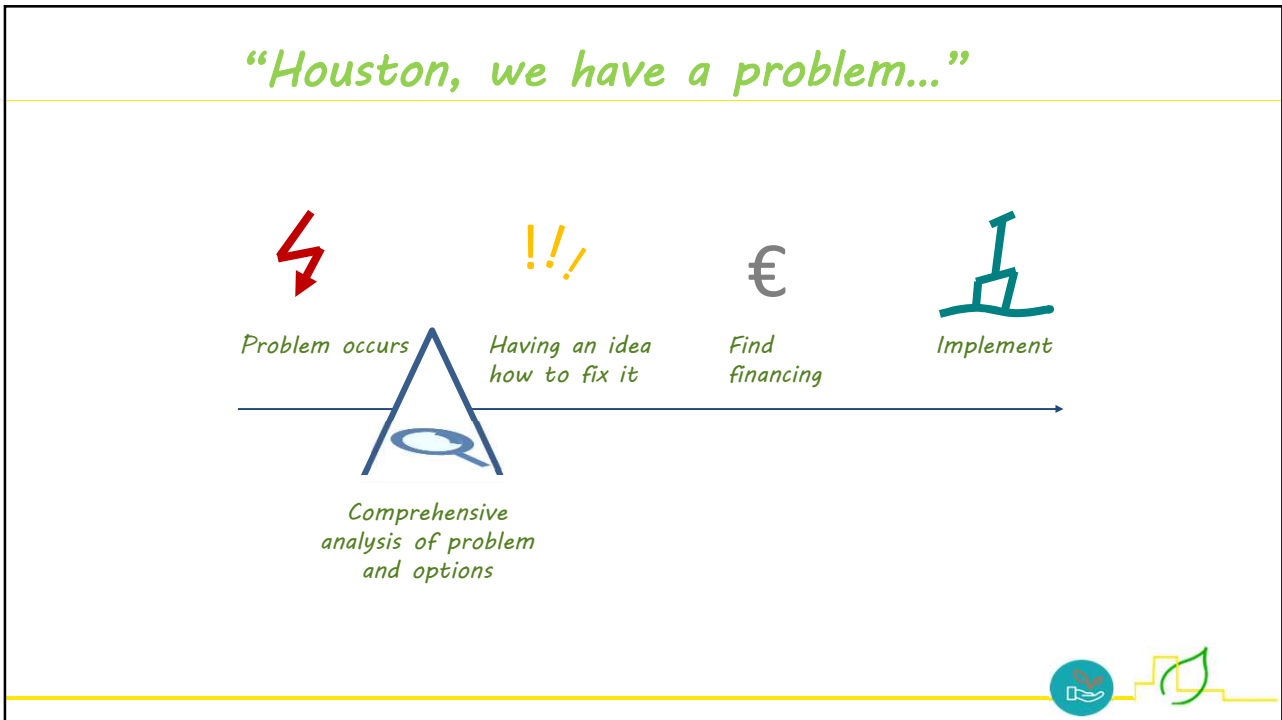 “Houston, we have a problem...”
!!!
€
Problem occurs
Having an idea
how to fix it
Find
financing
Implement
Comprehensive
analysis of problem
and options